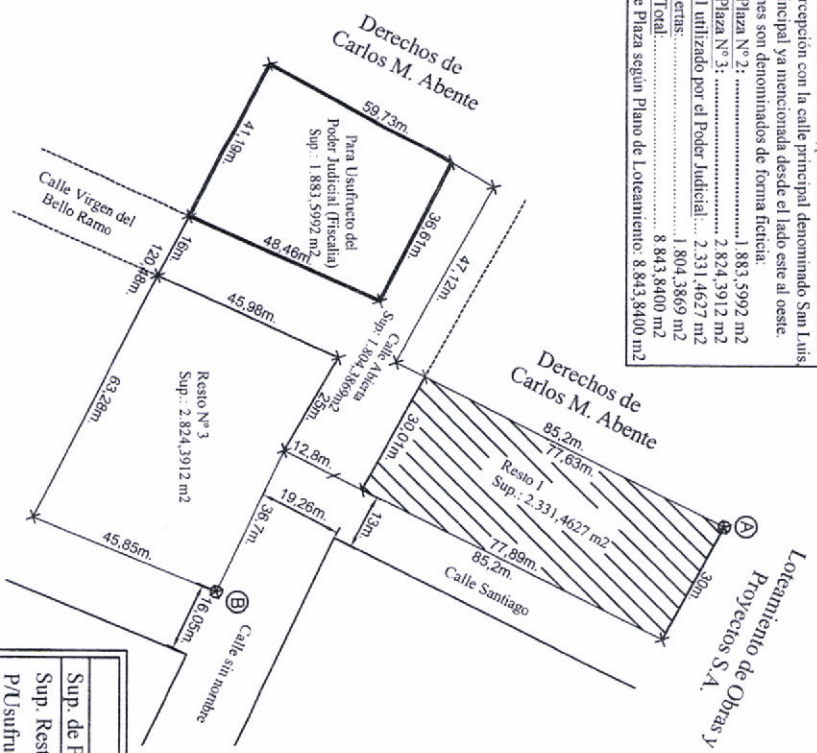 rcepción con la calle principal denominado San Luis,
ncipal ya mencionada desde el lado este al oeste.
nes son denominados de forma ficticia:
Plaza N° 2: ........................1.883,5992 m2
Plaza N° 3: ........................ 2.824,3912 m2
1 utilizado por el Poder Judicial... 2.331,4627 m2
ertas:..............................1.804,3869 m2
Total:.............................. 8.843,8400 m2
e Plaza según Plano de Loteamiento: 8.843,8400 m2
Derechos de
Carlos M. Abente
59,73m.
41,19m.
Para Usufructo del
Poder Judicial (Fiscalia)
Sup.: 1.883,5992 m2
36,61m.
48,46m.
47,12m.
Calle Virgen del
Bello Ramo
16m.
120,48m.
Calle Abierta
Sup: 1.804,3869m2
45,98m.
25m.
63,28m.
Resto N° 3
Sup.: 2.824,3912 m2
12,8m.
36,7m.
45,85m.
B
16,05m.
Calle sin nombre
19,26m.
13m.
Derechos de
Carlos M. Abente
85,2m.
77,63m.
30,01m.
Resto 1
Sup.: 2.331,4627 m2
77,89m.
85,2m.
30m.
A
Calle Santiago
Loteamiento de Obras y
Proyectos S.A.
Sup. de P
Sup. Rest
P/Usufru